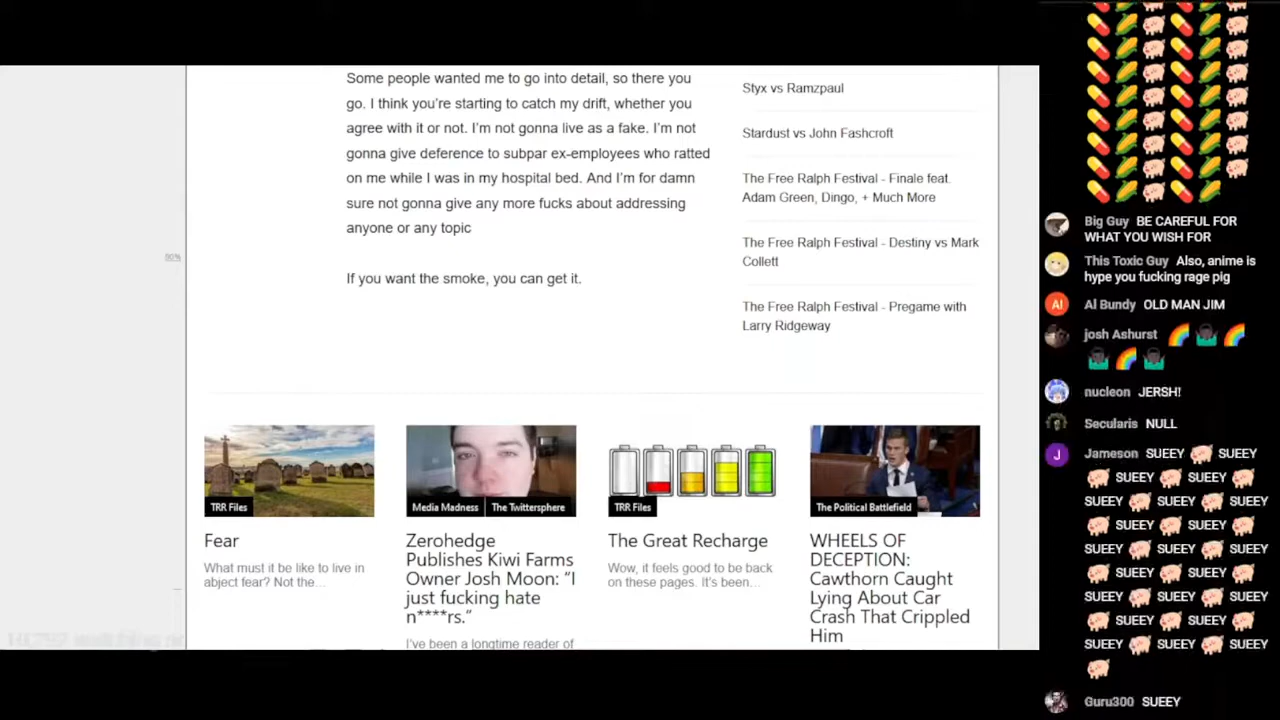 Some people wanted me to go into detail, so there you
go. I think you're starting to catch my drift, whether you
agree with it or not. I'm not gonna live as a fake. I'm not
gonna give deference to subpar ex-employees who ratted
on me while I was in my hospital bed. And I'm for damn
sure not gonna give any more fucks about addressing
anyone or any topic
If you want the smoke, you can get it.
Styx vs Ramzpaul
Stardust vs John Fashcroft
The Free Ralph Festival - Finale feat.
Adam Green, Dingo, + Much More
The Free Ralph Festival - Destiny vs Mark
Collett
The Free Ralph Festival - Pregame with
Larry Ridgeway
80%
TRR Files
Fear
What must it be like to live in
abject fear? Not the…
Media Madness The Twittersphere
Zerohedge
Publishes Kiwi Farms
Owner Josh Moon: “I
just fucking hate
n****rs.”
I've been a longtime reader of
TRR Files
The Great Recharge
Wow, it feels good to be back
on these pages. It's been…
The Political Battlefield
WHEELS OF
DECEPTION:
Cawthorn Caught
Lying About Car
Crash That Crippled
Him
Big Guy BE CAREFUL FOR
WHAT YOU WISH FOR
This Toxic Guy Also, anime is
hype you fucking rage pig
Al
Al Bundy OLD MAN JIM
josh Ashurst
nucleon JERSH!
Secularis NULL
J
Jameson SUEEY SUEEY
SUEEY SUEEY
SUEEY SUEEY SUEEY
SUEEY SUEEY
SUEEY SUEEY SUEEY
SUEEY SUEEY
SUEEY SUEEY SUEEY
SUEEY SUEEY
SUEEY SUEEY SUEEY
Guru300 SUEEY